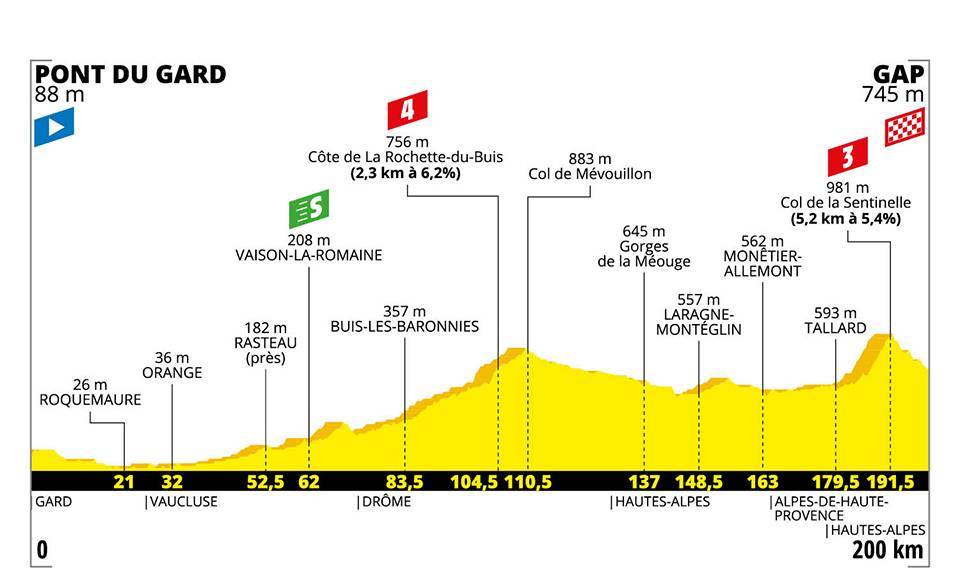 PONT DU GARD
88 m
GAP
745 m
4
756 m
Côte de La Rochette-du-Buis
(2,3 km à 6,2%)
883 m
Col de Mévouillon
3
981 m
Col de la Sentinelle
(5,2 km à 5,4%)
S
208 m
VAISON-LA-ROMAINE
645 m
Gorges
de la Méouge
562 m
MONÊTIER-
ALLEMONT
357 m
BUIS-LES-BARONNIES
557 m
LARAGNE-
MONTÉGLIN
593 m
TALLARD
182 m
RASTEAU
(près)
36 m
ORANGE
26 m
ROQUEMAURE
21 32 52,5 62 83,5 104,5 110,5 137 148,5 163 179,5 191,5
GARD VAUCLUSE DRÔME HAUTES-ALPES ALPES-DE-HAUTE-
PROVENCE
HAUTES-ALPES
0 200 km